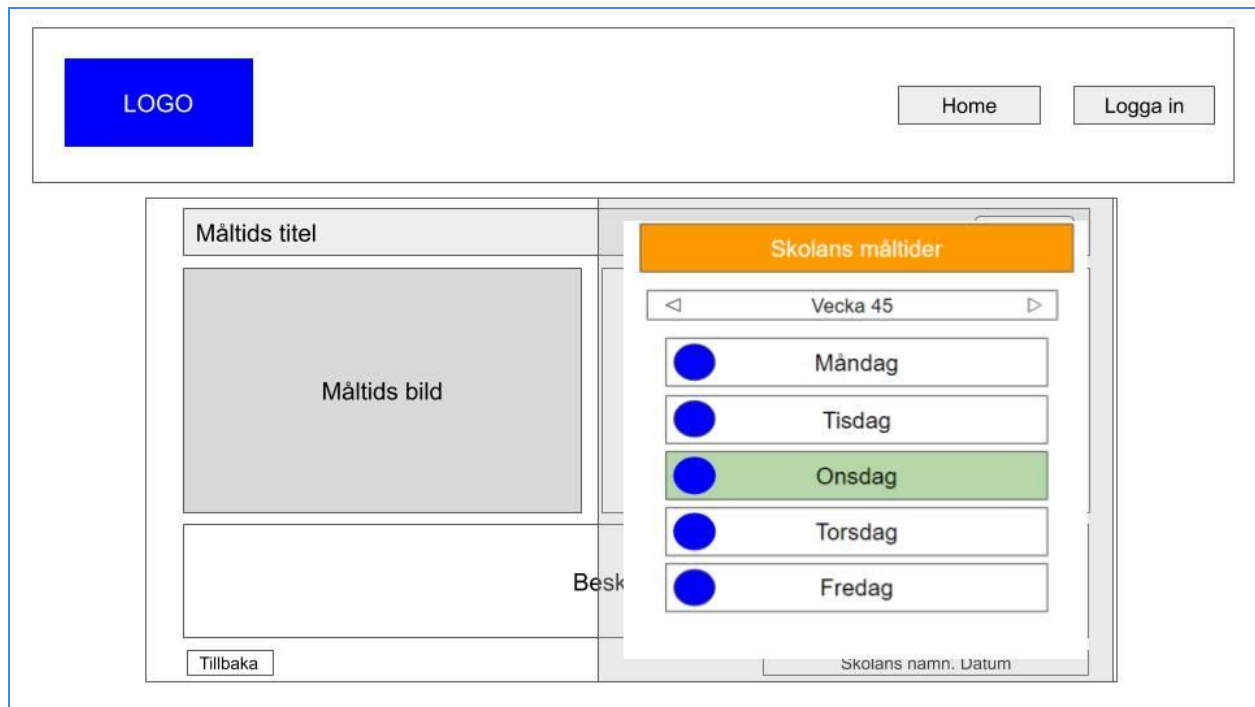 LOGO
Home
Logga in
Måltids titel
Skolans måltider
Vecka 45
Måndag
Måltids bild
Tisdag
Onsdag
Torsdag
Besk
Fredag
Tillbaka
Skolans namn. Datum